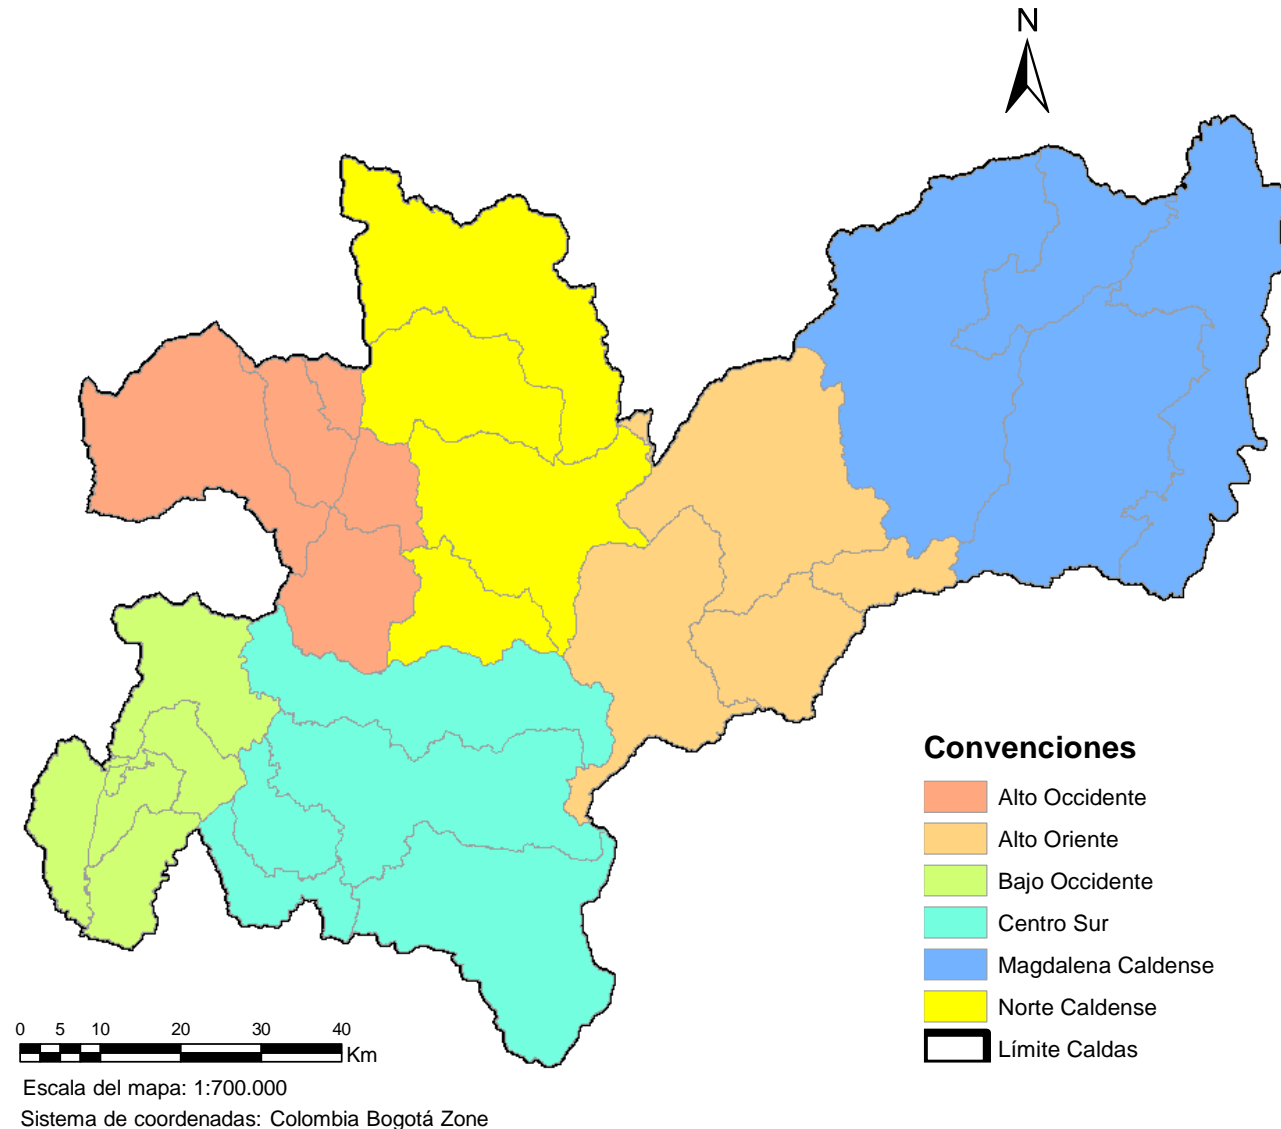 N
Convenciones
Alto Occidente
Alto Oriente
Bajo Occidente
Centro Sur
Magdalena Caldense
Norte Caldense
Límite Caldas
0 5 10 20 30 40
Km
Escala del mapa: 1:700.000
Sistema de coordenadas: Colombia Bogotá Zone